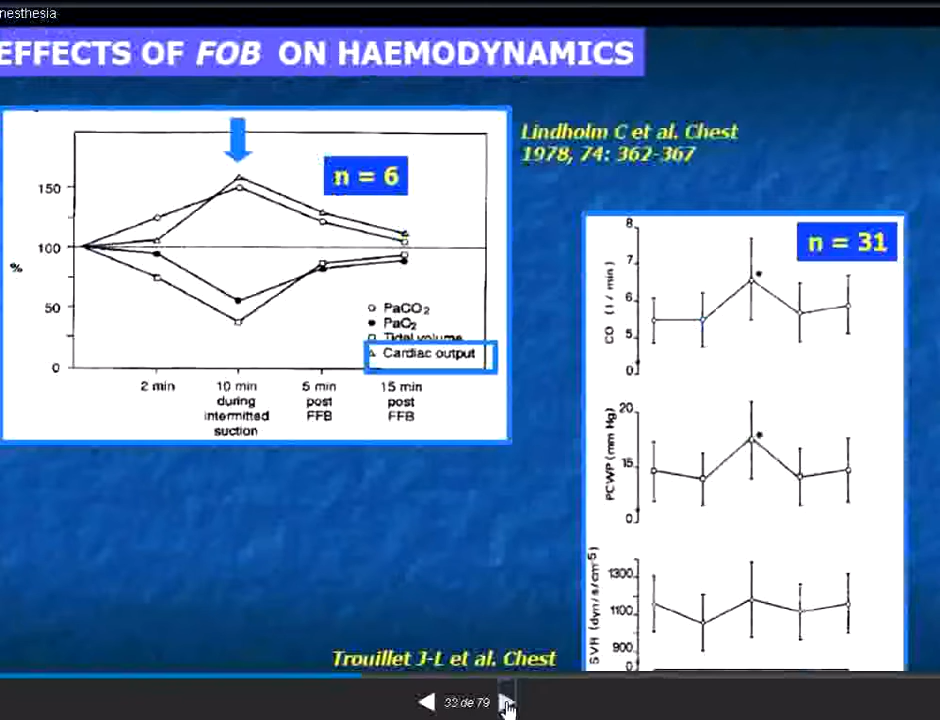 nesthesia
EFFECTS OF FOB ON HAEMODYNAMICS
Lindholm C et al. Chest
1978, 74: 362-367
n = 6
150
100
%
50
0
PaCO₂
PaO₂
Tidal volume
Cardiac output
2 min
10 min
during
intermitted
suction
5 min
post
FFB
15 min
post
FFB
n = 31
8
7
6
5
0
CO (l / min)
20
15
0
PCWP (mm Hg)
1300
1100
900
0
SVR (dyn/s/cm⁻⁵)
Trouillet J-L et al. Chest
33 de 79